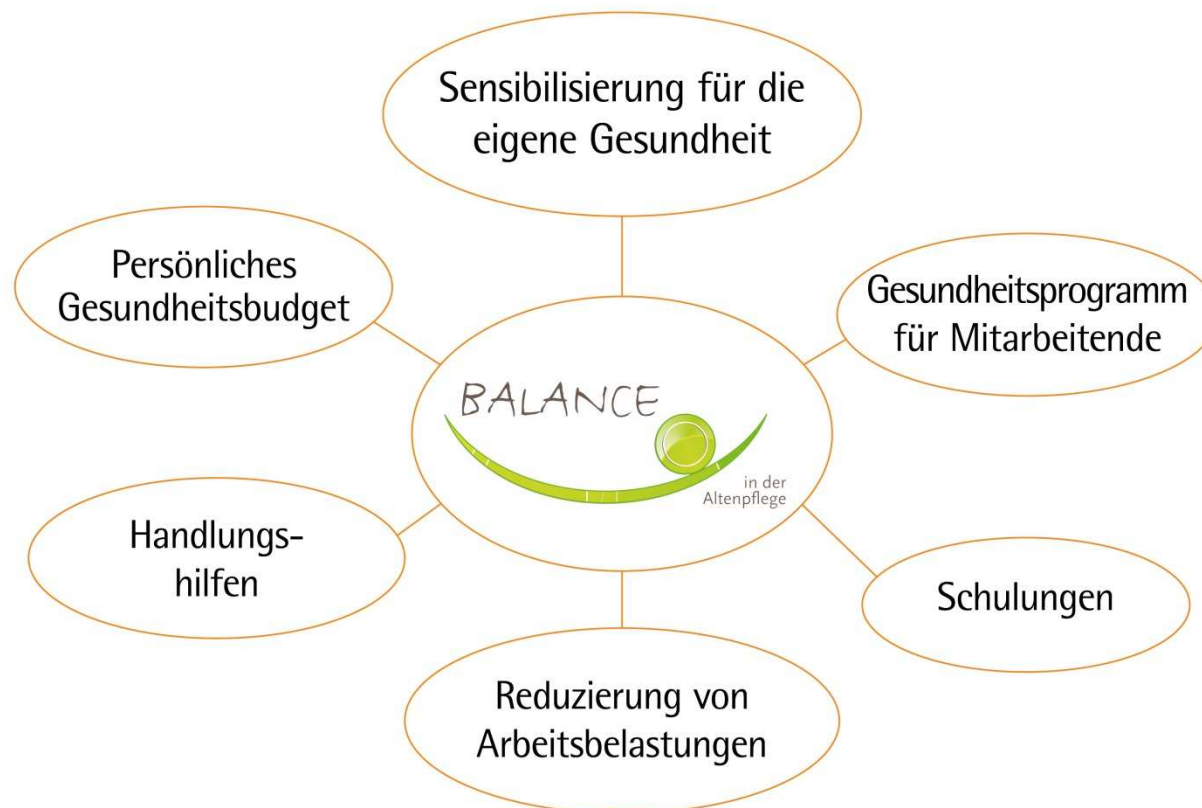 Sensibilisierung für die
eigene Gesundheit
Persönliches
Gesundheitsbudget
Gesundheitsprogramm
für Mitarbeitende
BALANCE
in der
Altenpflege
Handlungs-
hilfen
Schulungen
Reduzierung von
Arbeitsbelastungen